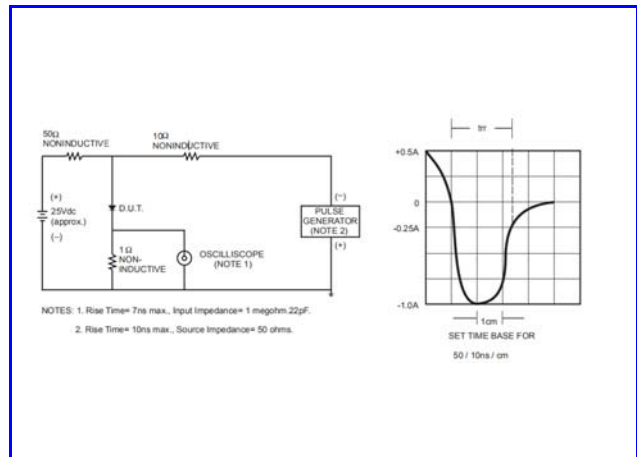 50Ω
NONINDUCTIVE
10Ω
NONINDUCTIVE
(+)
25Vdc
(approx.)
(−)
D.U.T.
1Ω
NON-
INDUCTIVE
OSCILLISCOPE
(NOTE 1)
(−)
PULSE
GENERATOR
(NOTE 2)
(+)
NOTES: 1. Rise Time= 7ns max., Input Impedance= 1 megohm.22pF.
2. Rise Time= 10ns max., Source Impedance= 50 ohms.
trr
+0.5A
0
-0.25A
-1.0A
1cm
SET TIME BASE FOR
50 / 10ns / cm